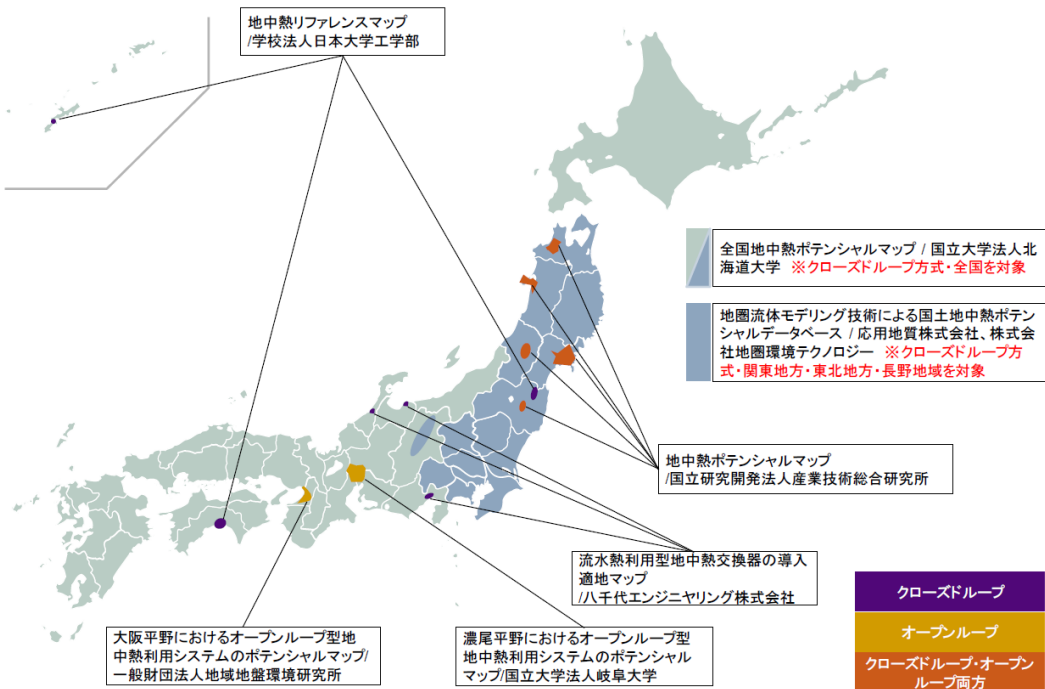 地中熱リファレンスマップ
/学校法人日本大学工学部
全国地中熱ポテンシャルマップ / 国立大学法人北
海道大学 ※クローズドループ方式・全国を対象
地圏流体モデリング技術による国土地中熱ポテン
シャルデータベース / 応用地質株式会社、株式会
社地圏環境テクノロジー ※クローズドループ方
式・関東地方・東北地方・長野地域を対象
地中熱ポテンシャルマップ
/国立研究開発法人産業技術総合研究所
流水熱利用型地中熱交換器の導入
適地マップ
/八千代エンジニヤリング株式会社
大阪平野におけるオープンループ型地
中熱利用システムのポテンシャルマップ/
一般財団法人地域地盤環境研究所
濃尾平野におけるオープンループ型
地中熱利用システムのポテンシャル
マップ/国立大学法人岐阜大学
クローズドループ
オープンループ
クローズドループ・オープン
ループ両方